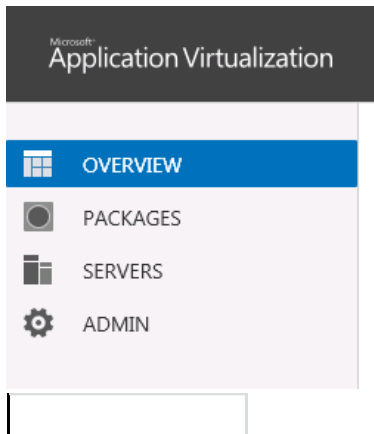 Microsoft®
Application Virtualization
OVERVIEW
PACKAGES
SERVERS
ADMIN